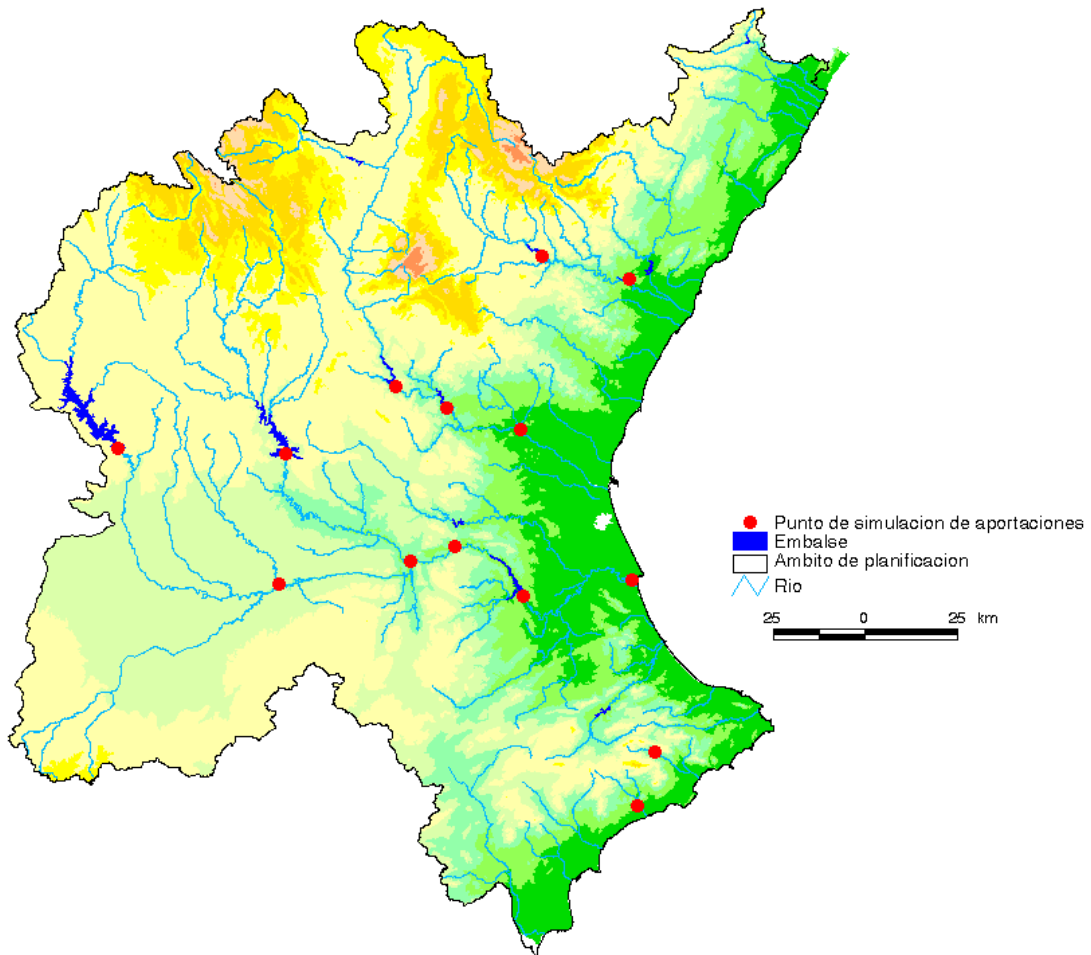 Punto de simulacion de aportaciones
Embalse
Ambito de planificacion
Rio
25 0 25 km